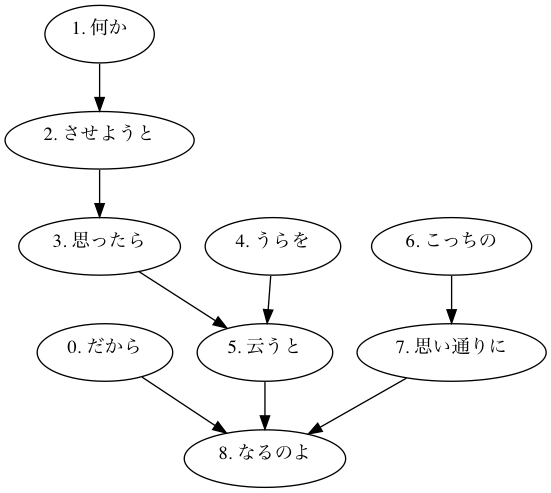 1. 何か
2. させようと
3. 思ったら
4. うらを
6. こっちの
0. だから
5. 云うと
7. 思い通りに
8. なるのよ